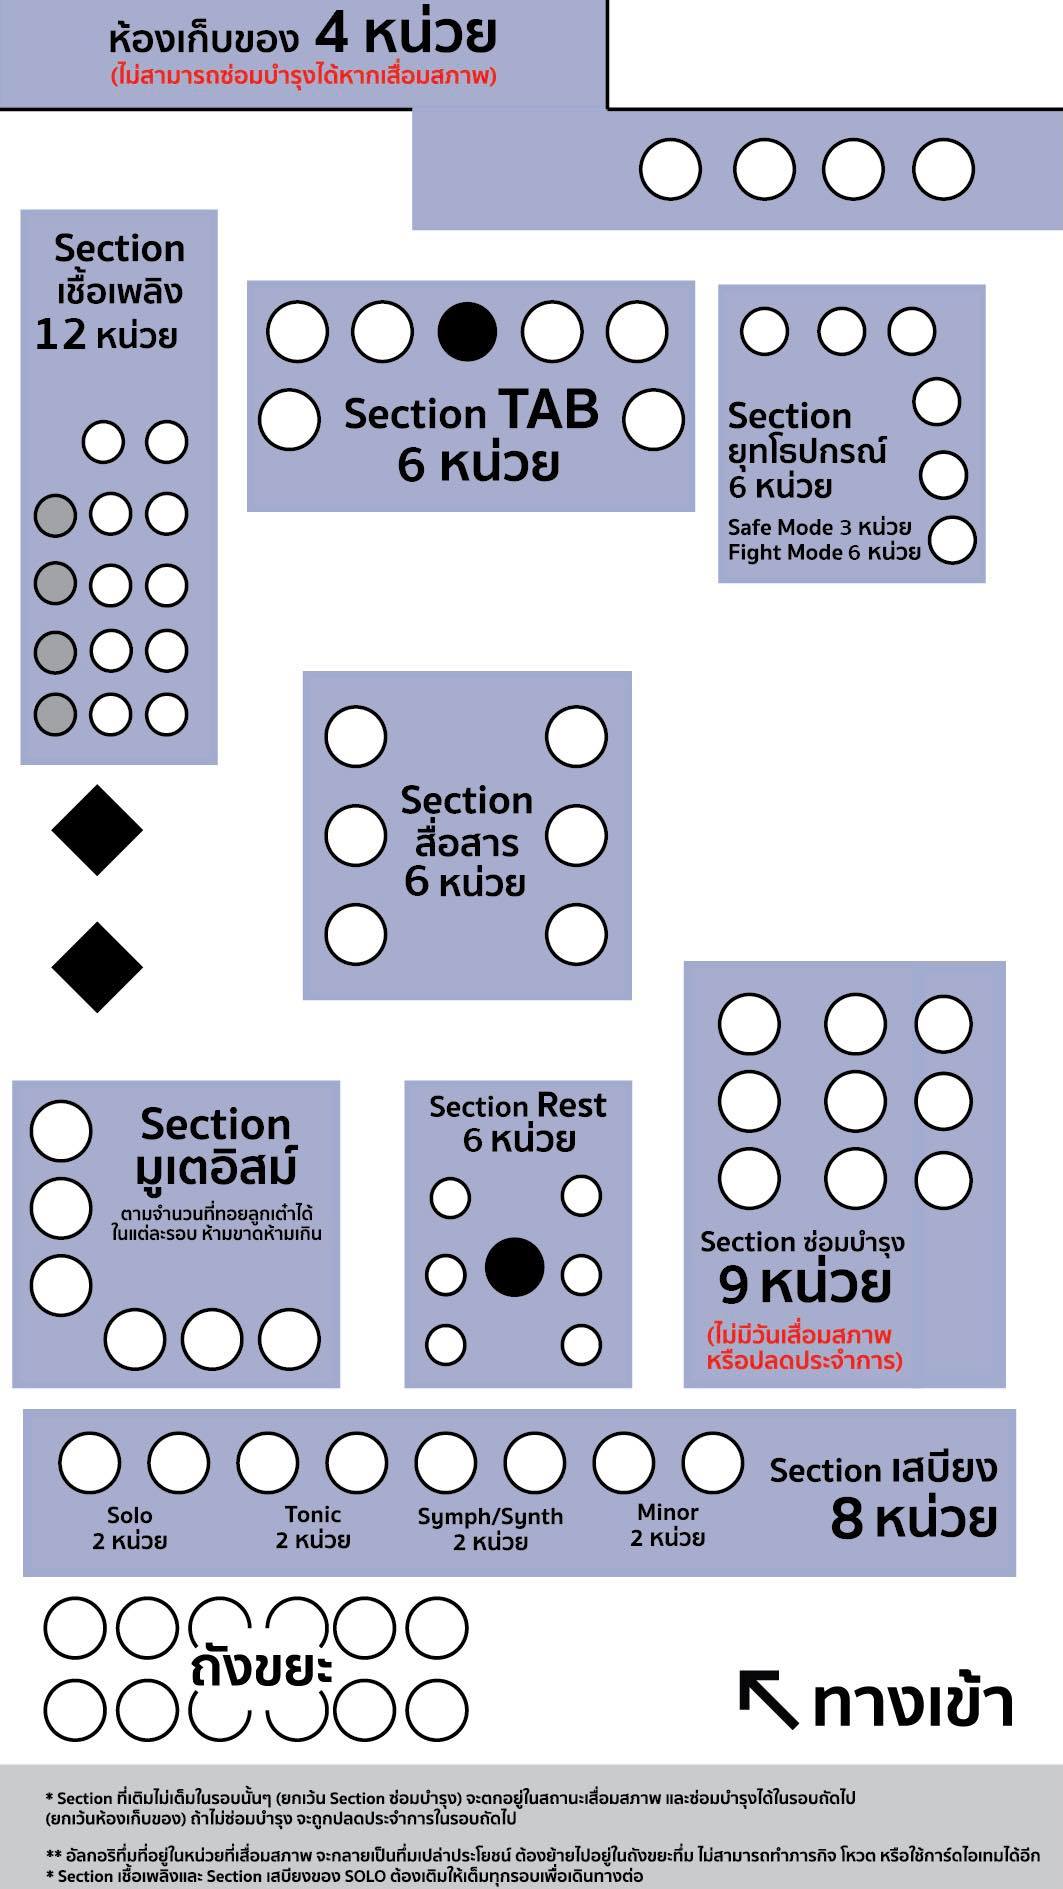 ห้องเก็บของ 4 หน่วย
(ไม่สามารถซ่อมบำรุงได้หากเสื่อมสภาพ)
Section
เชื้อเพลิง
12 หน่วย
Section TAB
6 หน่วย
Section
ยุทโธปกรณ์
6 หน่วย
Safe Mode 3 หน่วย
Fight Mode 6 หน่วย
Section
สื่อสาร
6 หน่วย
Section
มูเตอิสม์
ตามจำนวนที่ทอยลูกเต๋าได้
ในแต่ละรอบ ห้ามขาดห้ามเกิน
Section Rest
6 หน่วย
Section ซ่อมบำรุง
9 หน่วย
(ไม่มีวันเสื่อมสภาพ
หรือปลดประจำการ)
Solo
2 หน่วย
Tonic
2 หน่วย
Symph/Synth
2 หน่วย
Minor
2 หน่วย
Section เสบียง
8 หน่วย
ถังขยะ
ทางเข้า
* Section ที่เติมไม่เต็มในรอบนั้นๆ (ยกเว้น Section ซ่อมบำรุง) จะตกอยู่ในสถานะเสื่อมสภาพ และซ่อมบำรุงได้ในรอบถัดไป
(ยกเว้นห้องเก็บของ) ถ้าไม่ซ่อมบำรุง จะถูกปลดประจำการในรอบถัดไป
** อัลกอริทึ่มที่อยู่ในหน่วยที่เสื่อมสภาพ จะกลายเป็นทึ่มเปล่าประโยชน์ ต้องย้ายไปอยู่ในถังขยะทึ่ม ไม่สามารถทำภารกิจ โหวต หรือใช้การ์ดไอเทมได้อีก
* Section เชื้อเพลิงและ Section เสบียงของ SOLO ต้องเติมให้เต็มทุกรอบเพื่อเดินทางต่อ